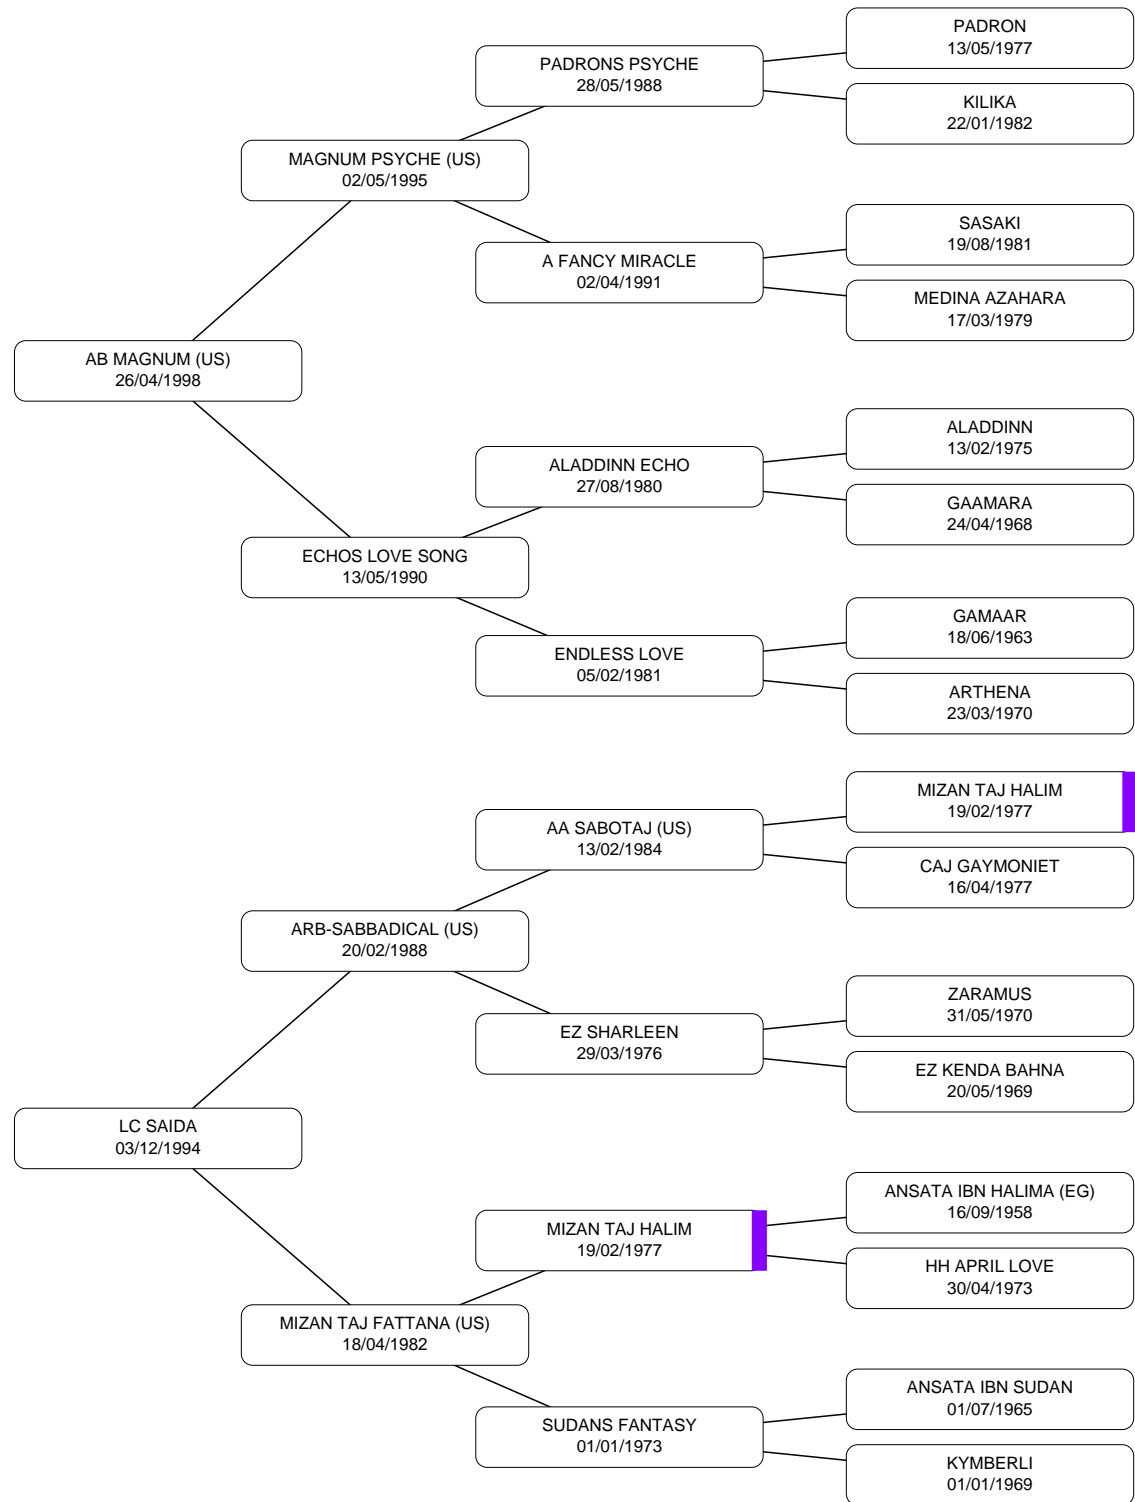 PADRON
13/05/1977
PADRONS PSYCHE
28/05/1988
KILIKA
22/01/1982
MAGNUM PSYCHE (US)
02/05/1995
SASAKI
19/08/1981
A FANCY MIRACLE
02/04/1991
MEDINA AZAHARA
17/03/1979
AB MAGNUM (US)
26/04/1998
ALADDINN
13/02/1975
ALADDINN ECHO
27/08/1980
GAAMARA
24/04/1968
ECHOS LOVE SONG
13/05/1990
GAMAAR
18/06/1963
ENDLESS LOVE
05/02/1981
ARTHENA
23/03/1970
MIZAN TAJ HALIM
19/02/1977
AA SABOTAJ (US)
13/02/1984
CAJ GAYMONIET
16/04/1977
ARB-SABBADICAL (US)
20/02/1988
ZARAMUS
31/05/1970
EZ SHARLEEN
29/03/1976
EZ KENDA BAHNA
20/05/1969
LC SAIDA
03/12/1994
ANSATA IBN HALIMA (EG)
16/09/1958
MIZAN TAJ HALIM
19/02/1977
HH APRIL LOVE
30/04/1973
MIZAN TAJ FATTANA (US)
18/04/1982
ANSATA IBN SUDAN
01/07/1965
SUDANS FANTASY
01/01/1973
KYMBERLI
01/01/1969